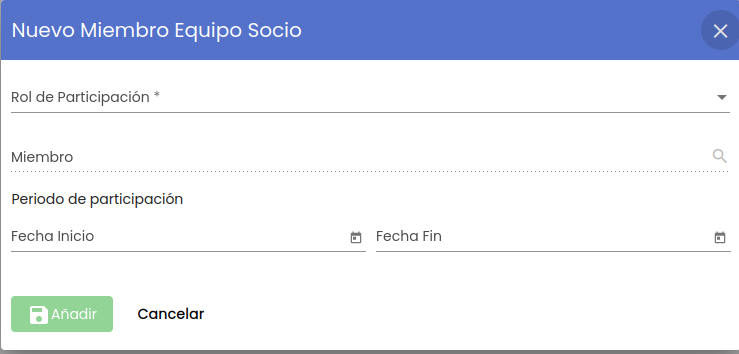 Nuevo Miembro Equipo Socio
Rol de Participación *
Miembro
Periodo de participación
Fecha Inicio Fecha Fin
Añadir Cancelar